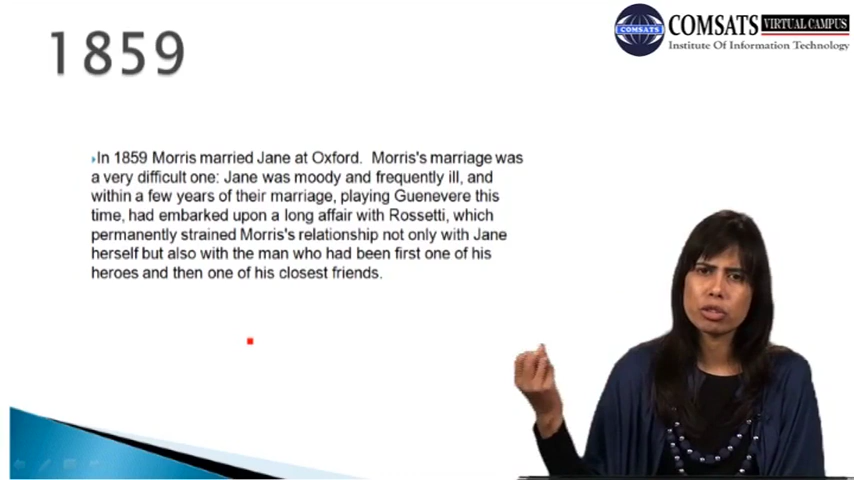 COMSATS VIRTUAL CAMPUS
COMSATS
Institute Of Information Technology
1859
In 1859 Morris married Jane at Oxford. Morris's marriage was
a very difficult one: Jane was moody and frequently ill, and
within a few years of their marriage, playing Guenevere this
time, had embarked upon a long affair with Rossetti, which
permanently strained Morris's relationship not only with Jane
herself but also with the man who had been first one of his
heroes and then one of his closest friends.